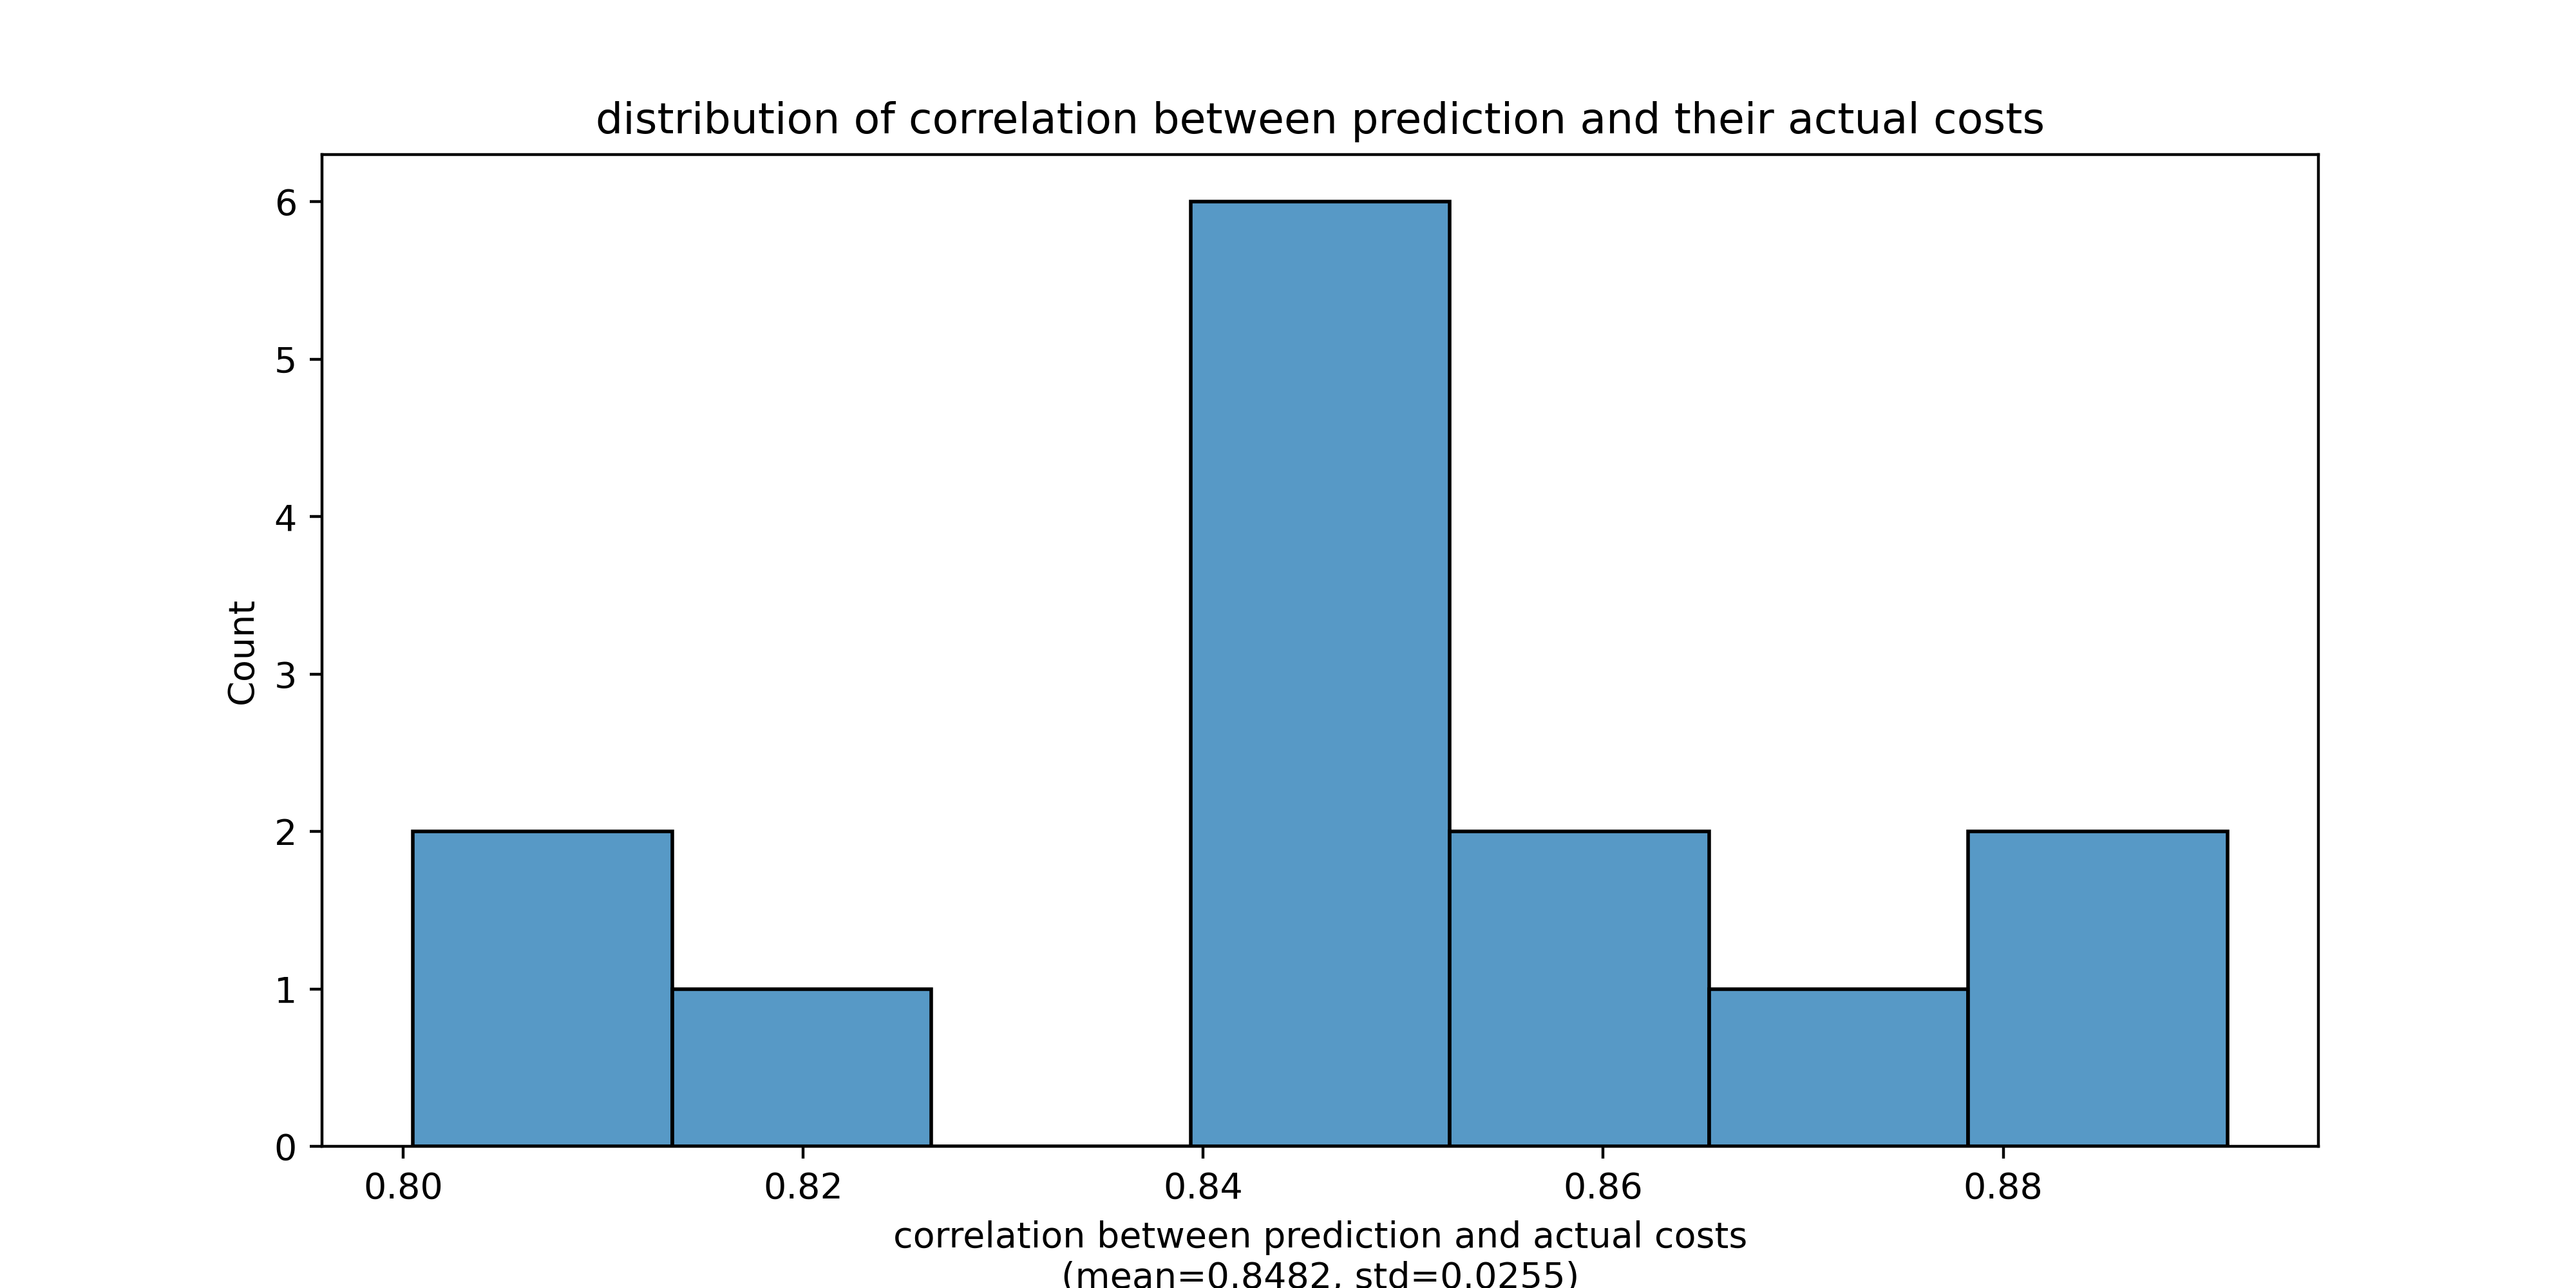 distribution of correlation between prediction and their actual costs
6
5
4
3
2
1
0
Count
0.80 0.82 0.84 0.86 0.88
correlation between prediction and actual costs
(mean=0.8482, std=0.0255)